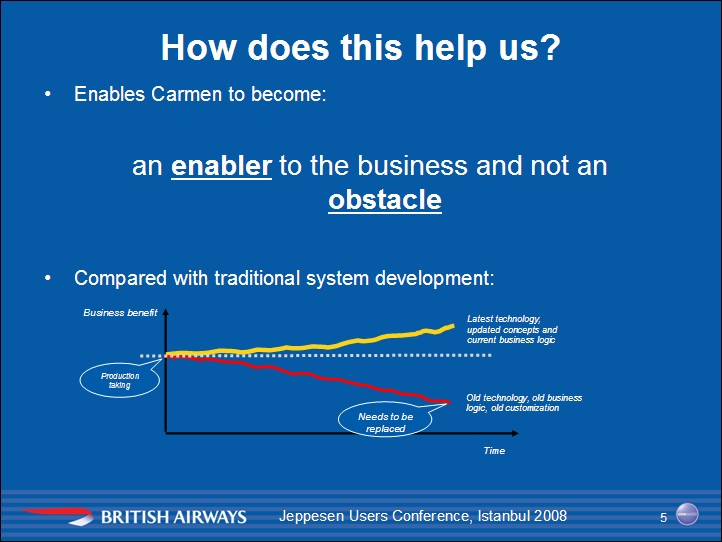 How does this help us?
• Enables Carmen to become:
an enabler to the business and not an
obstacle
• Compared with traditional system development:
Business benefit
Latest technology,
updated concepts and
current business logic
Production
taking
Old technology, old business
logic, old customization
Needs to be
replaced
Time
BRITISH AIRWAYS
Jeppesen Users Conference, Istanbul 2008
5